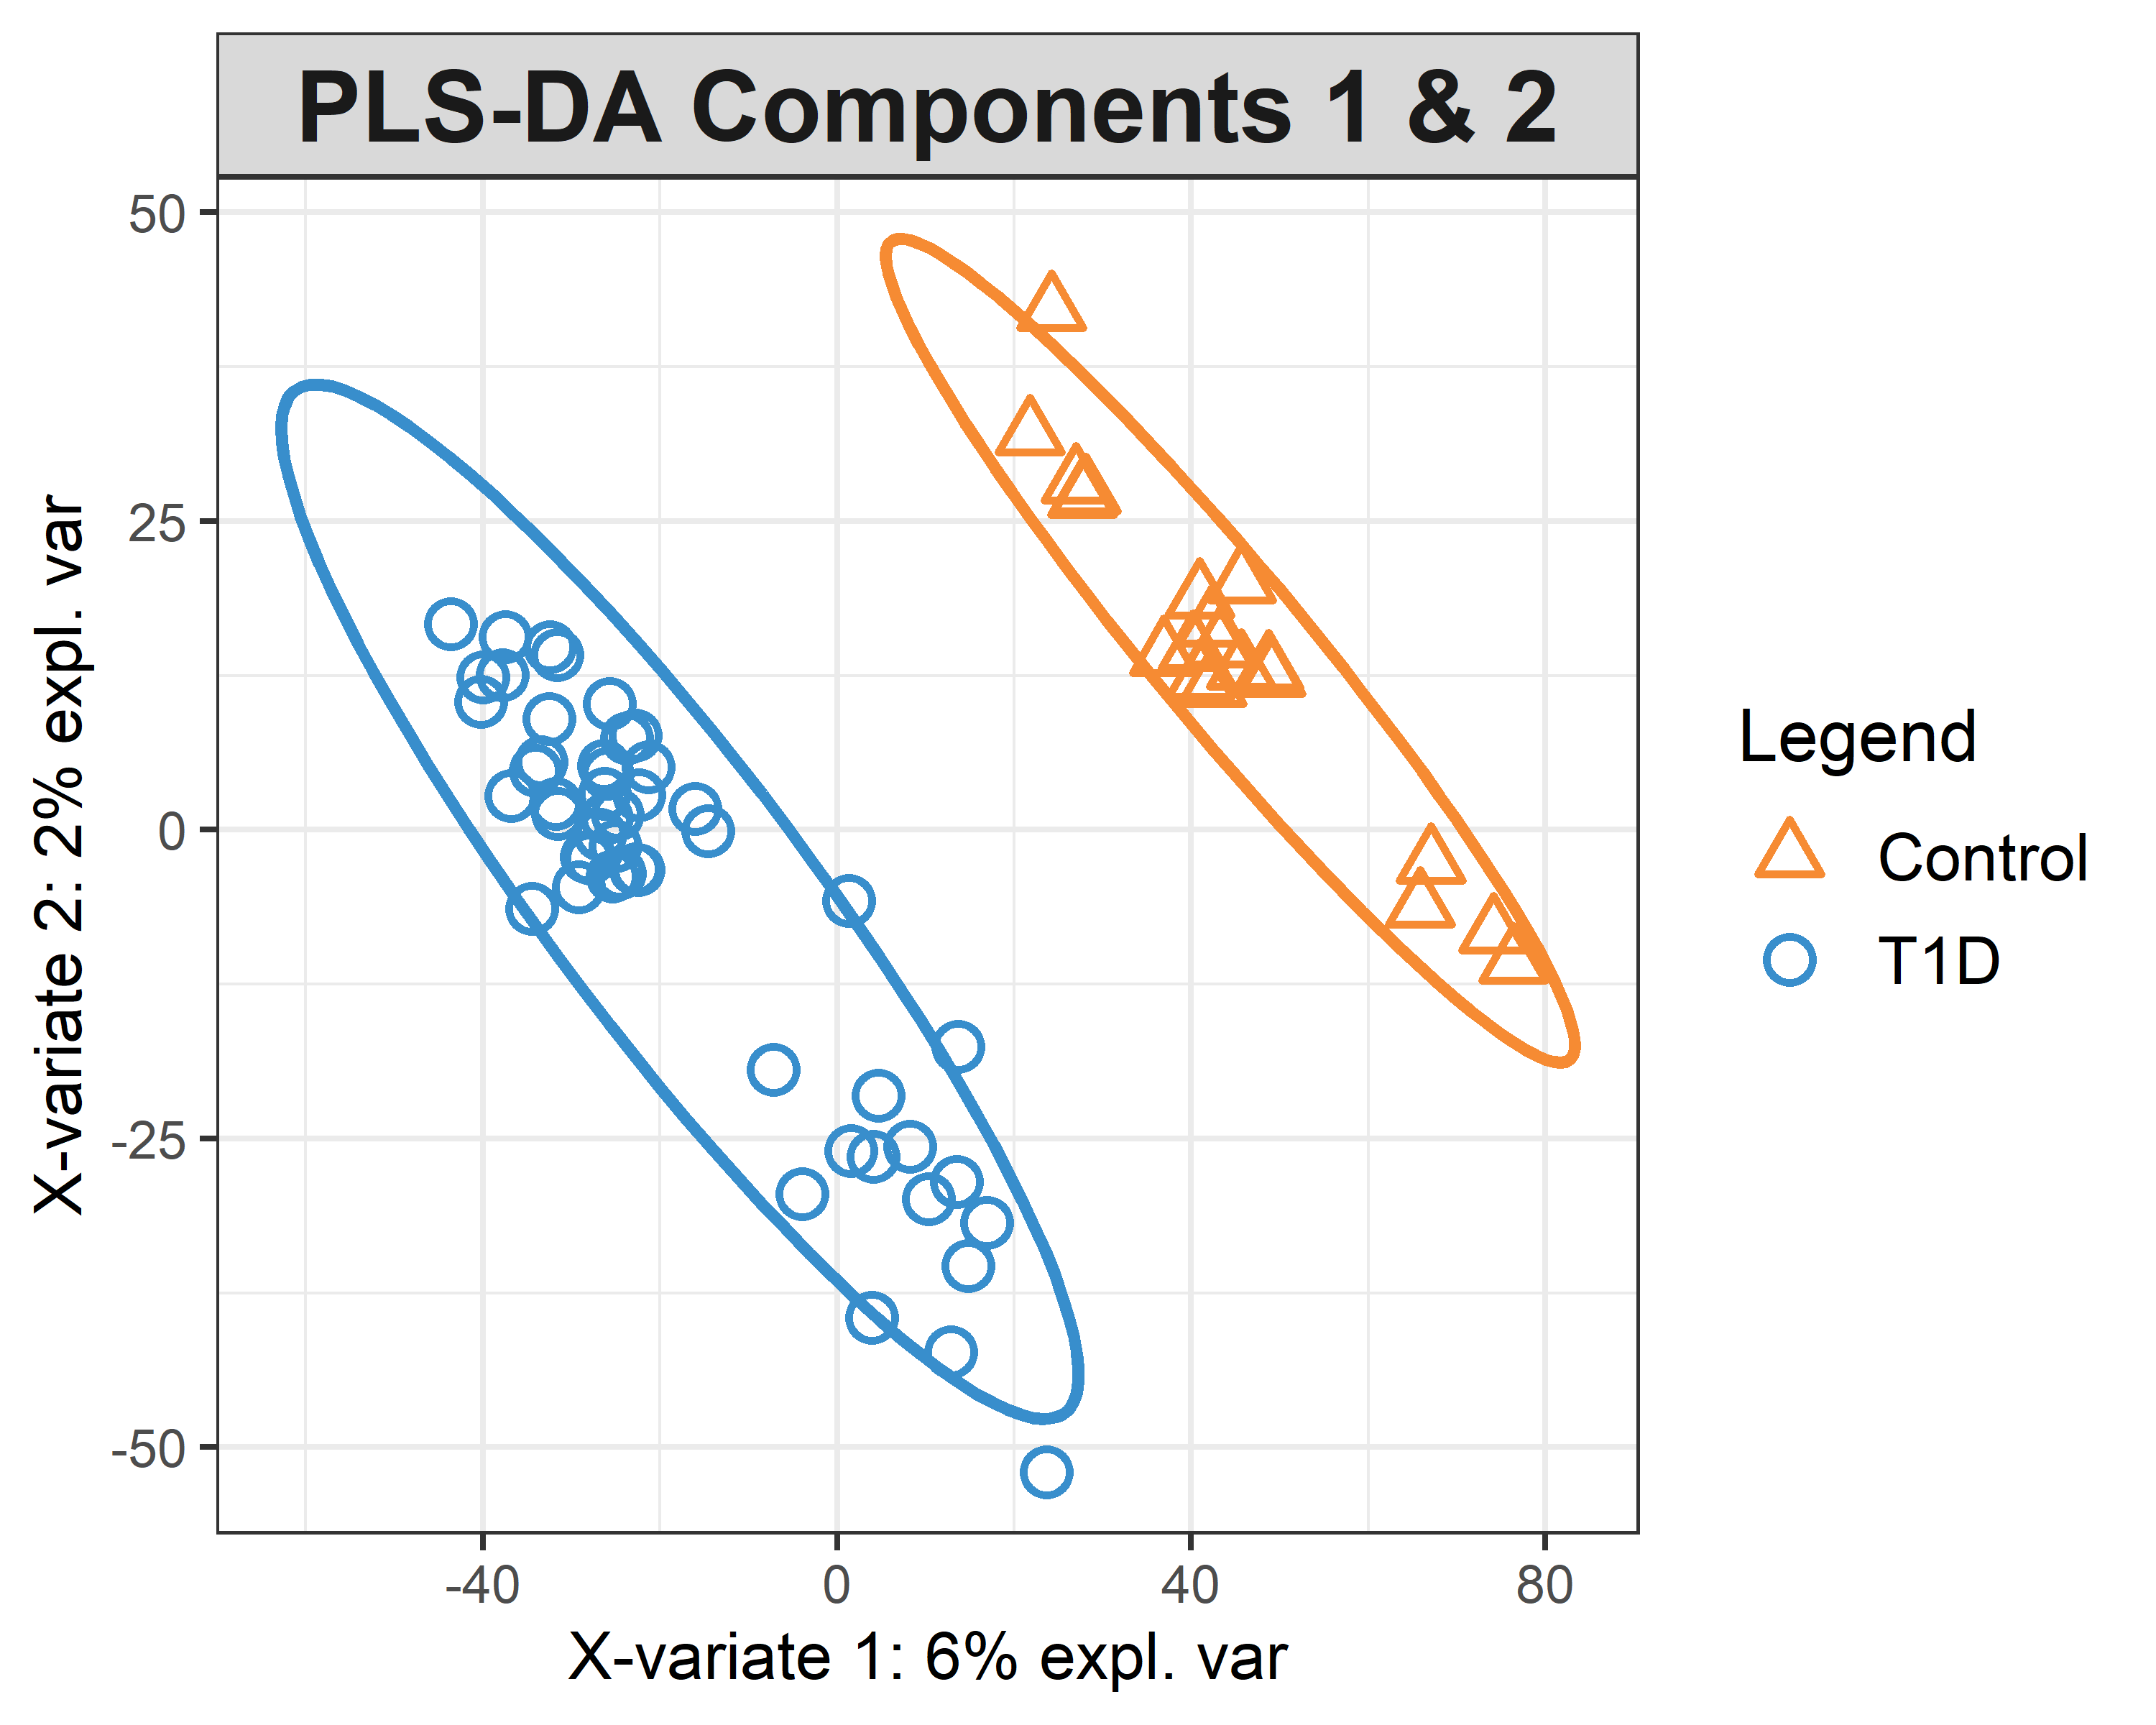 PLS-DA Components 1 & 2
50
25
0
-25
-50
X-variate 2: 2% expl. var
-40
0
40
80
X-variate 1: 6% expl. var
Legend
Control
T1D